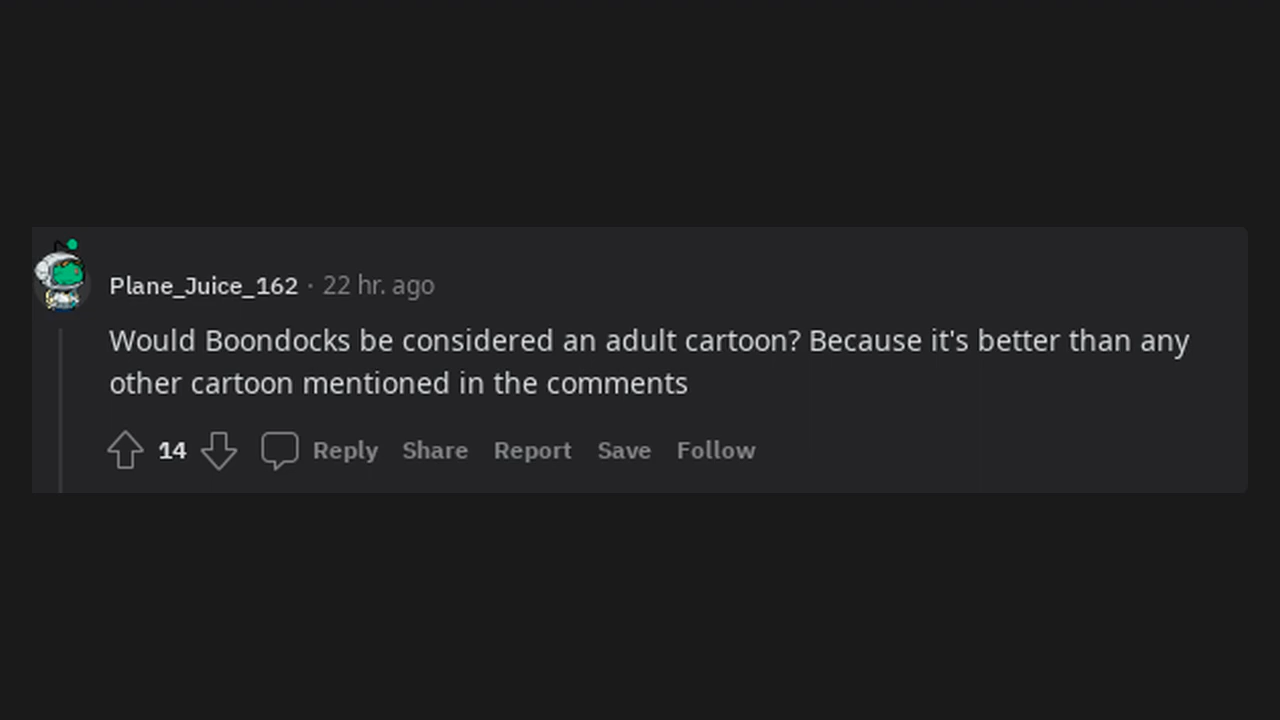 Plane_Juice_162 · 22 hr. ago
Would Boondocks be considered an adult cartoon? Because it's better than any
other cartoon mentioned in the comments
14 Reply Share Report Save Follow